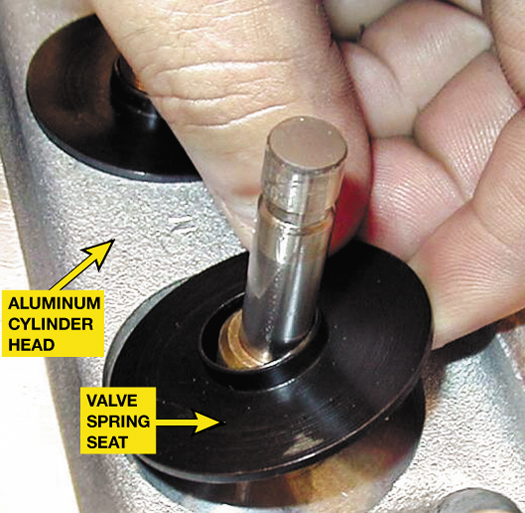 ALUMINUM
CYLINDER
HEAD
VALVE
SPRING
SEAT